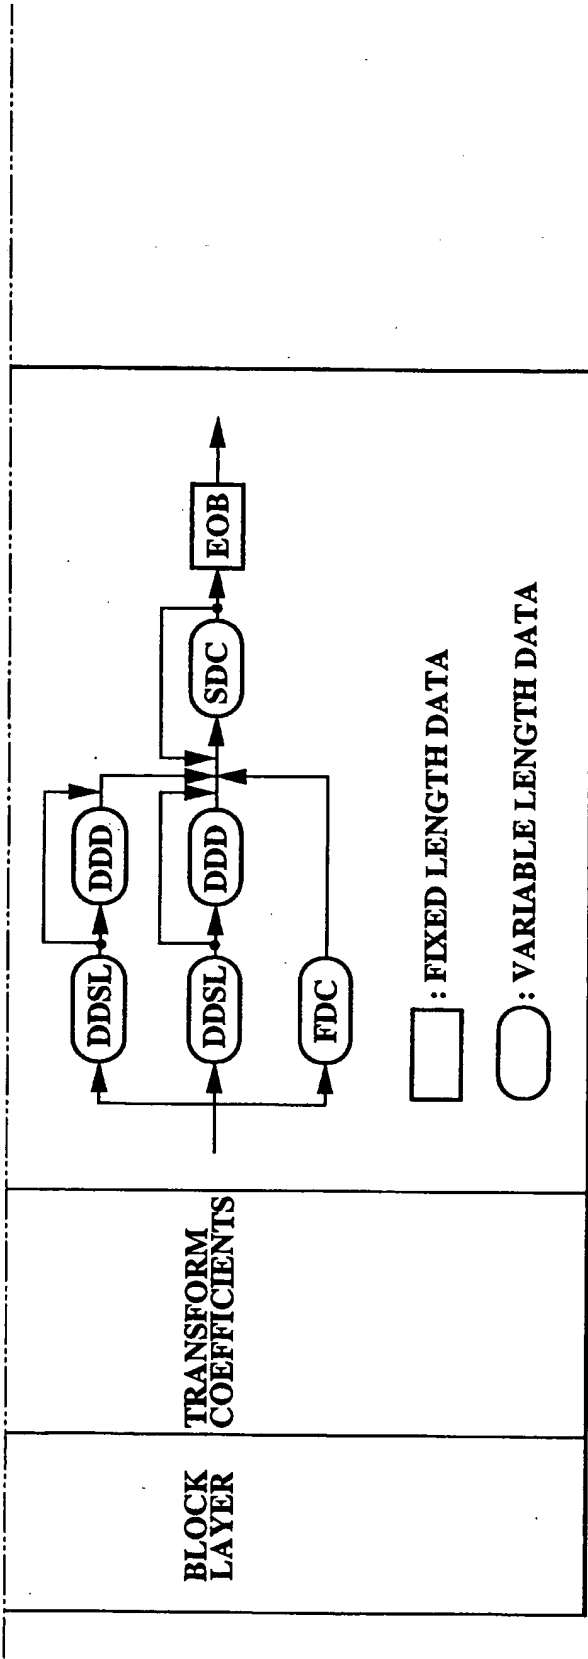 BLOCK
LAYER
TRANSFORM
COEFFICIENTS
DDSL
DDD
DDSL
DDD
SDC
EOB
FDC
: FIXED LENGTH DATA
: VARIABLE LENGTH DATA